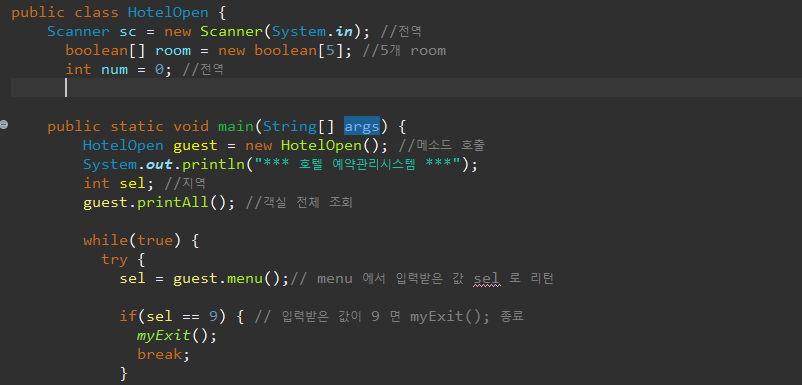 public class HotelOpen {
Scanner sc = new Scanner(System.in); //전역
boolean[] room = new boolean[5]; //5개 room
int num = 0; //전역
public static void main(String[] args) {
HotelOpen guest = new HotelOpen(); //메소드 호출
System.out.println("*** 호텔 예약관리시스템 ***");
int sel; //지역
guest.printAll(); //객실 전체 조회
while(true) {
try {
sel = guest.menu();// menu 에서 입력받은 값 sel 로 리턴
if(sel == 9) { // 입력받은 값이 9 면 myExit(); 종료
myExit();
break;
}